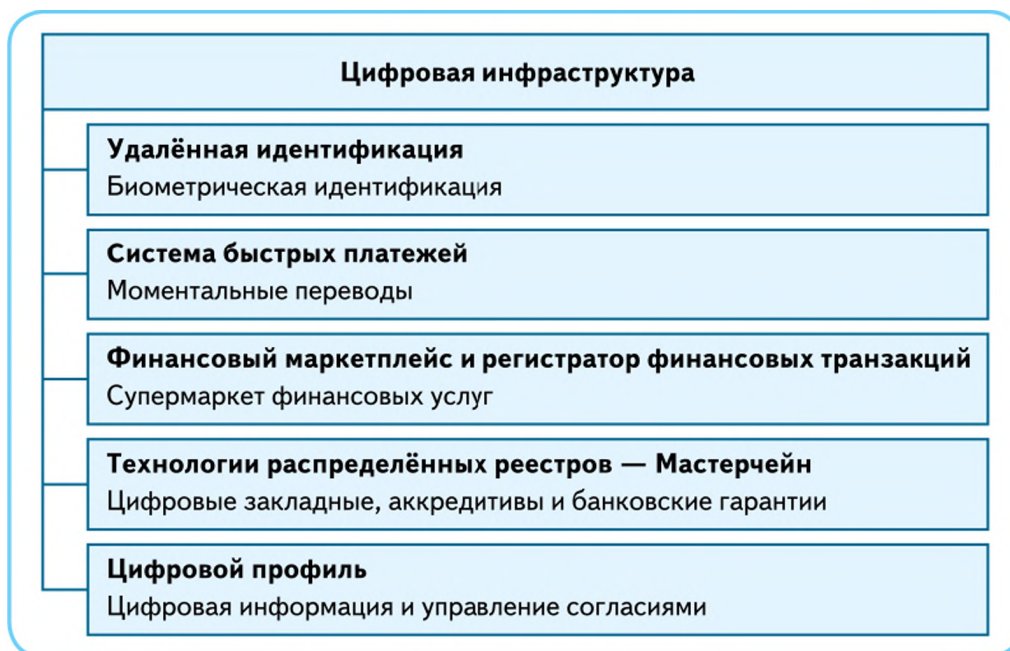 Цифровая инфраструктура
Удалённая идентификация
Биометрическая идентификация
Система быстрых платежей
Моментальные переводы
Финансовый маркетплейс и регистратор финансовых транзакций
Супермаркет финансовых услуг
Технологии распределённых реестров — Мастерчейн
Цифровые закладные, аккредитивы и банковские гарантии
Цифровой профиль
Цифровая информация и управление согласиями